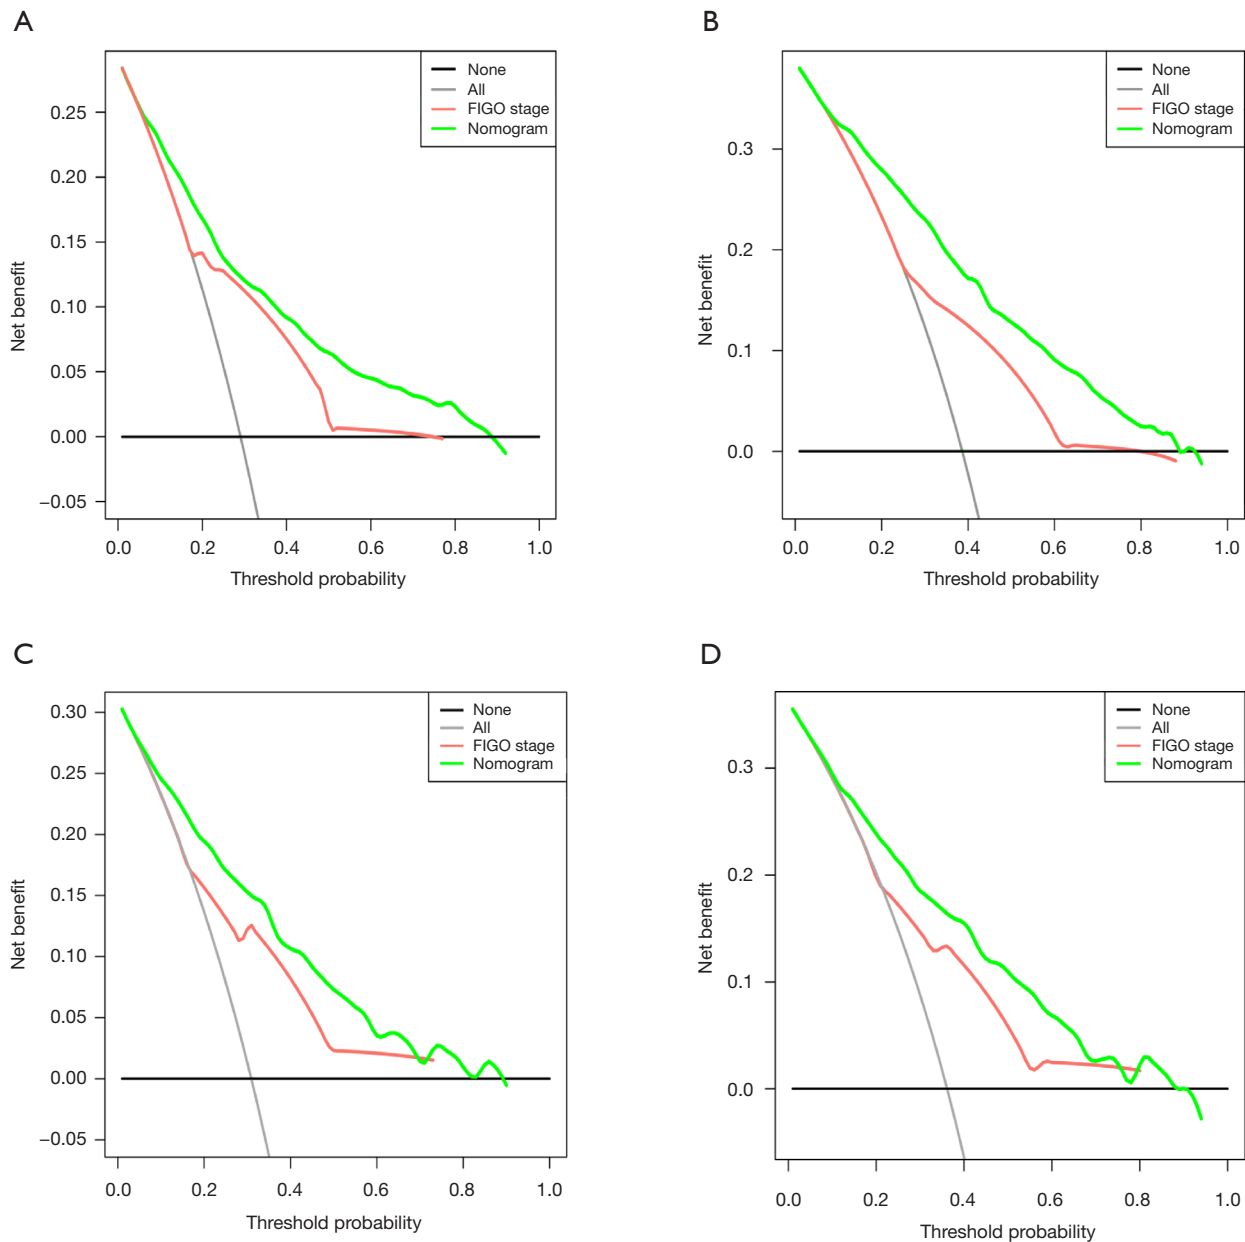 A
None
All
FIGO stage
Nomogram
0.25
0.20
0.15
0.10
0.05
0.00
−0.05
Net benefit
0.0 0.2 0.4 0.6 0.8 1.0
Threshold probability
B
None
All
FIGO stage
Nomogram
0.3
0.2
0.1
0.0
Net benefit
0.0 0.2 0.4 0.6 0.8 1.0
Threshold probability
C
None
All
FIGO stage
Nomogram
0.30
0.25
0.20
0.15
0.10
0.05
0.00
−0.05
Net benefit
0.0 0.2 0.4 0.6 0.8 1.0
Threshold probability
D
None
All
FIGO stage
Nomogram
0.3
0.2
0.1
0.0
Net benefit
0.0 0.2 0.4 0.6 0.8 1.0
Threshold probability